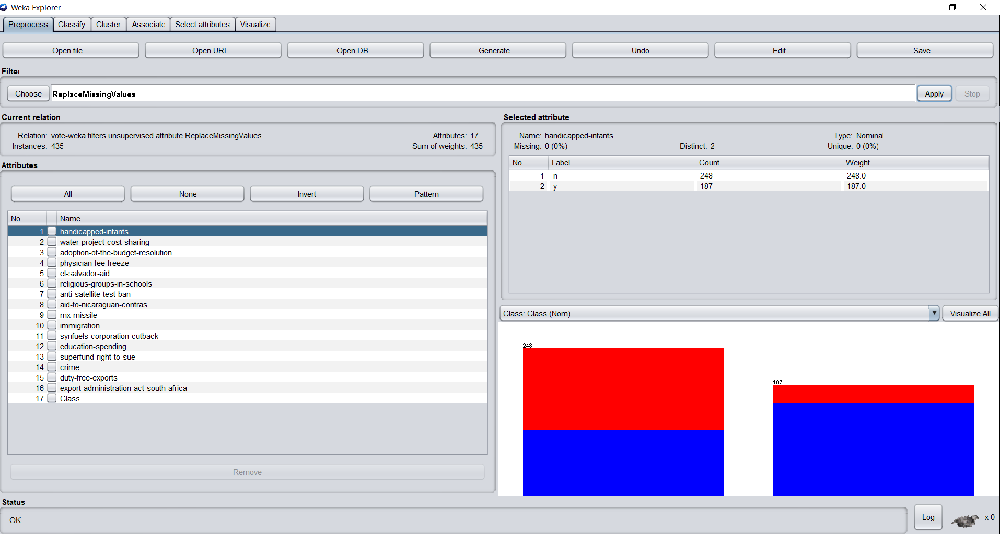 Weka Explorer
Preprocess Classify Cluster Associate Select attributes Visualize
Open file... Open URL... Open DB... Generate... Undo Edit... Save...
Filter
Choose ReplaceMissingValues Apply Stop
Current relation
Relation: vote-weka.filters.unsupervised.attribute.ReplaceMissingValues Attributes: 17
Instances: 435 Sum of weights: 435
Attributes
All None Invert Pattern
No. Name
1 handicapped-infants
2 water-project-cost-sharing
3 adoption-of-the-budget-resolution
4 physician-fee-freeze
5 el-salvador-aid
6 religious-groups-in-schools
7 anti-satellite-test-ban
8 aid-to-nicaraguan-contras
9 mx-missile
10 immigration
11 synfuels-corporation-cutback
12 education-spending
13 superfund-right-to-sue
14 crime
15 duty-free-exports
16 export-administration-act-south-africa
17 Class
Remove
Selected attribute
Name: handicapped-infants Type: Nominal
Missing: 0 (0%) Distinct: 2 Unique: 0 (0%)
No. Label Count Weight
1 n 248 248.0
2 y 187 187.0
Class: Class (Nom) Visualize All
248
187
Status
OK
Log x 0